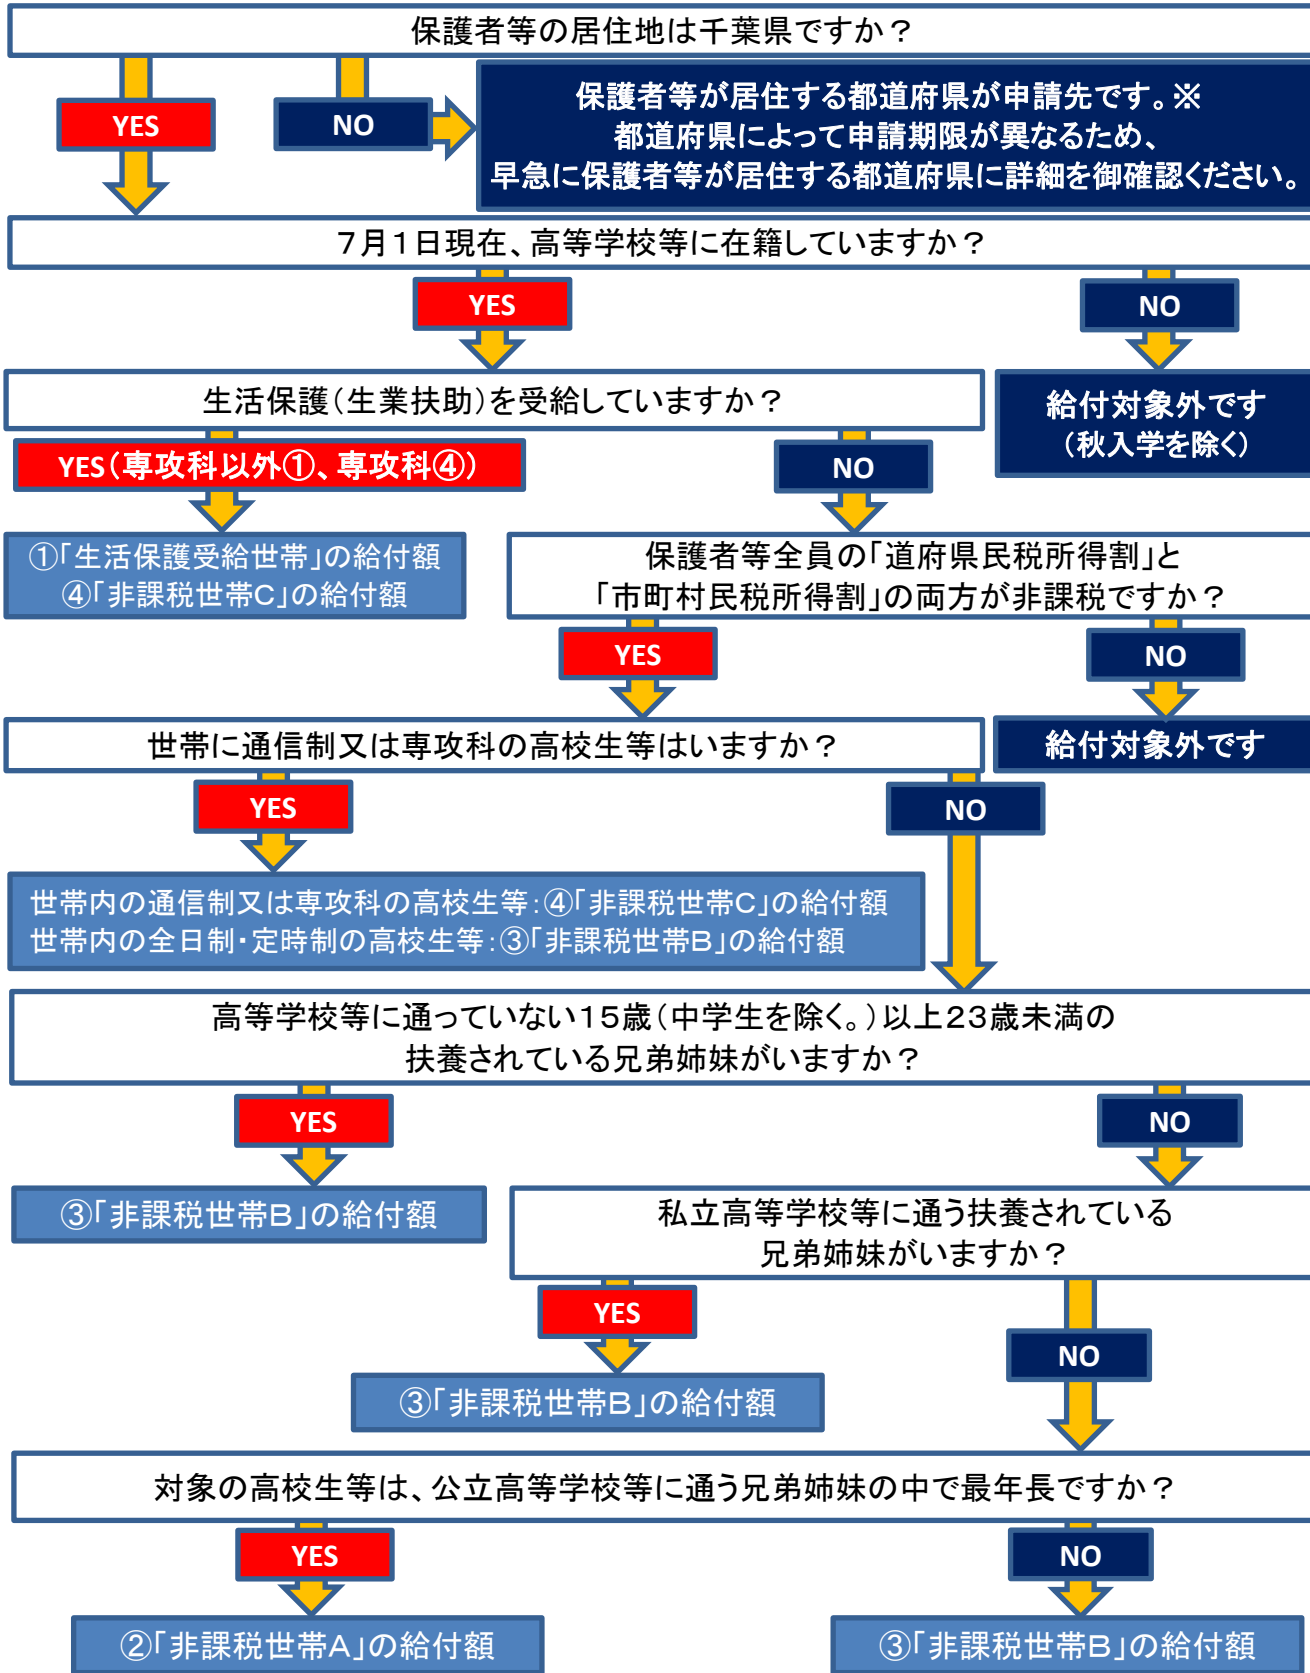 保護者等の居住地は千葉県ですか？
YES
NO
保護者等が居住する都道府県が申請先です。※
都道府県によって申請期限が異なるため、
早急に保護者等が居住する都道府県に詳細を御確認ください。
７月１日現在、高等学校等に在籍していますか？
YES
NO
生活保護（生業扶助）を受給していますか？
給付対象外です
（秋入学を除く）
YES（専攻科以外①、専攻科④）
NO
①「生活保護受給世帯」の給付額
④「非課税世帯Ｃ」の給付額
保護者等全員の「道府県民税所得割」と
「市町村民税所得割」の両方が非課税ですか？
YES
NO
世帯に通信制又は専攻科の高校生等はいますか？
給付対象外です
YES
NO
世帯内の通信制又は専攻科の高校生等：④「非課税世帯Ｃ」の給付額
世帯内の全日制・定時制の高校生等：③「非課税世帯Ｂ」の給付額
高等学校等に通っていない１５歳（中学生を除く。）以上２３歳未満の
扶養されている兄弟姉妹がいますか？
YES
NO
③「非課税世帯Ｂ」の給付額
私立高等学校等に通う扶養されている
兄弟姉妹がいますか？
YES
NO
③「非課税世帯Ｂ」の給付額
対象の高校生等は、公立高等学校等に通う兄弟姉妹の中で最年長ですか？
YES
NO
②「非課税世帯Ａ」の給付額
③「非課税世帯Ｂ」の給付額